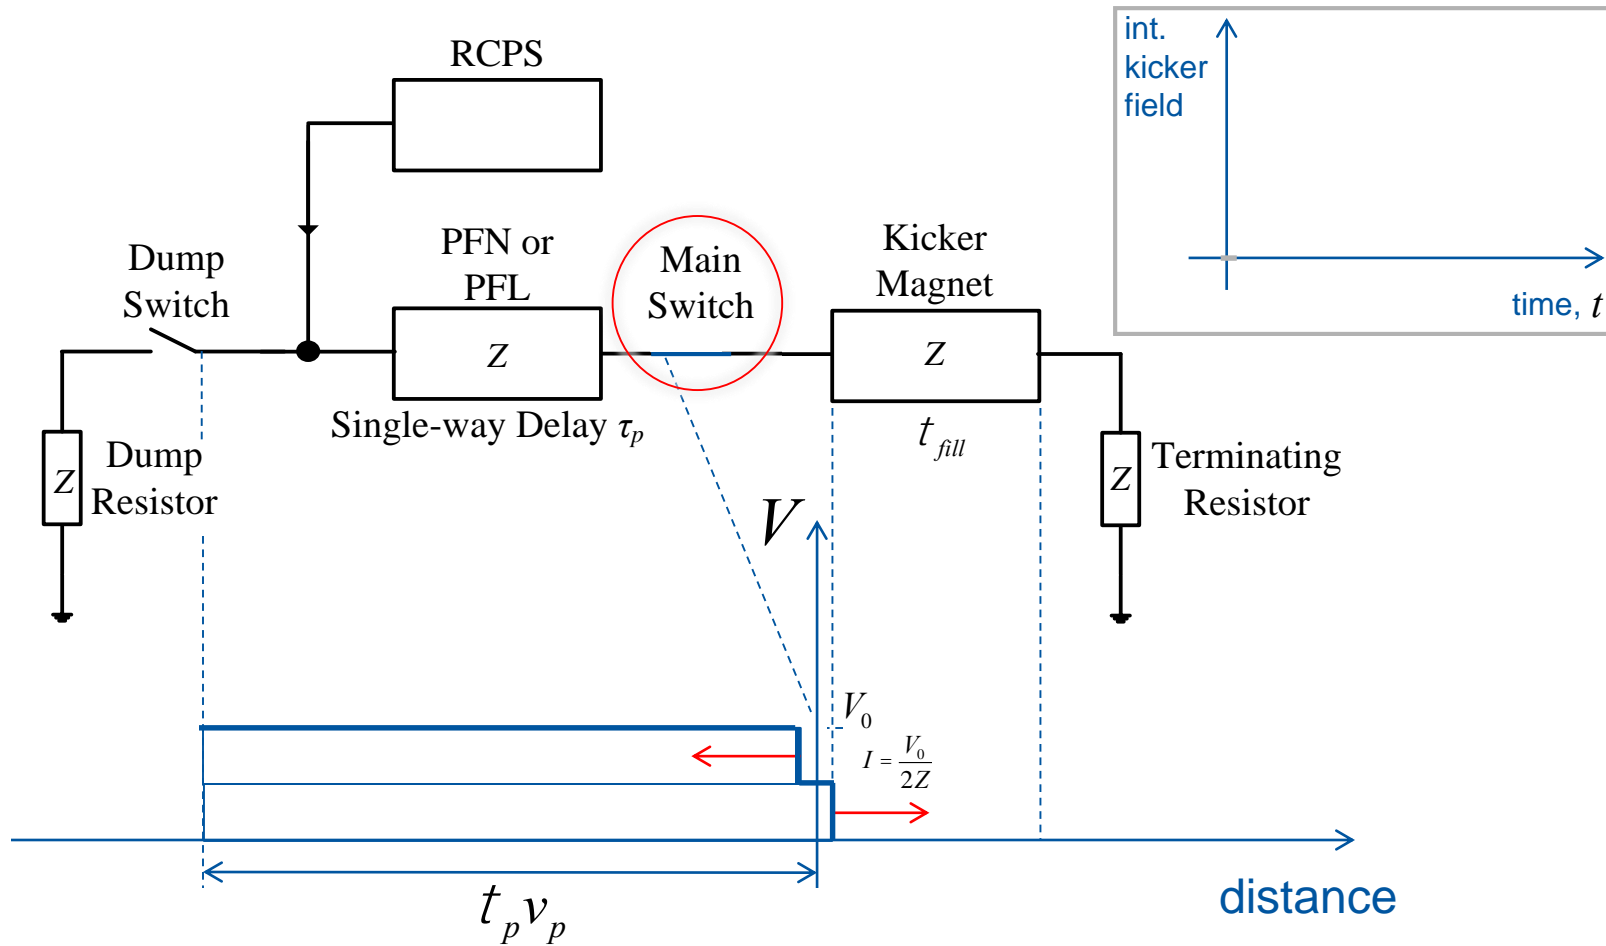 RCPS
int.
kicker
field
time, t
Dump
Switch
PFN or
PFL
Main
Switch
Kicker
Magnet
Z
Z
Single-way Delay τp
t fill
Z
Dump
Resistor
Z
Terminating
Resistor
V
V0
I = V0 / 2Z
tpvp
distance